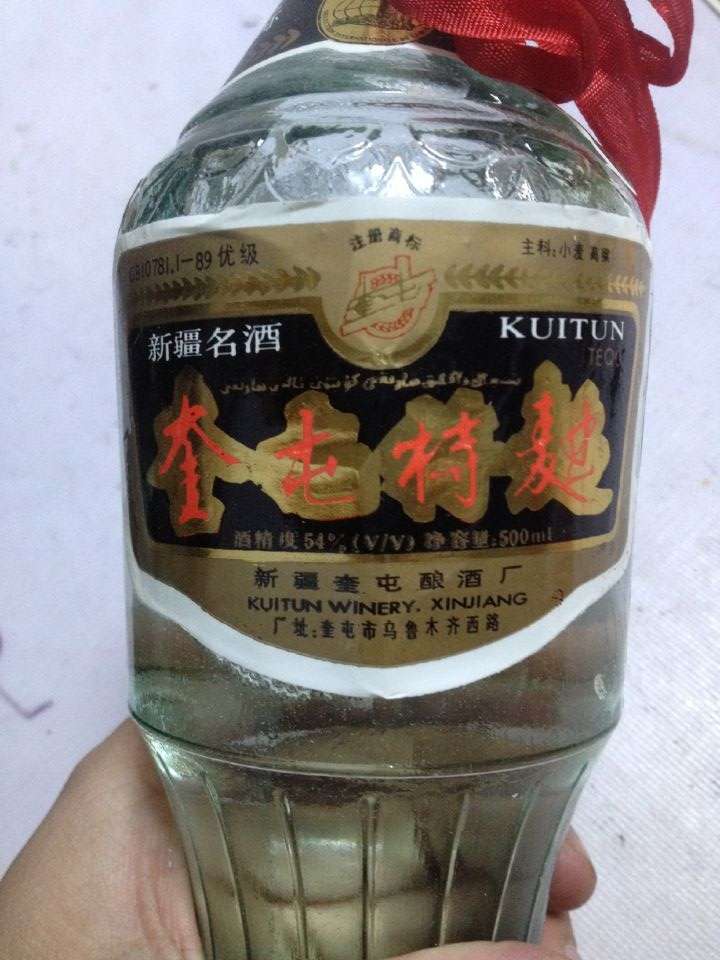 注册商标
GB10781.1-89 优级
主料:小麦 高粱
新疆名酒
KUITUN
奎屯特麯
酒精度54%(V/V) 净容量:500ml
新疆奎屯酿酒厂
KUITUN WINERY. XINJIANG
厂址:奎屯市乌鲁木齐西路